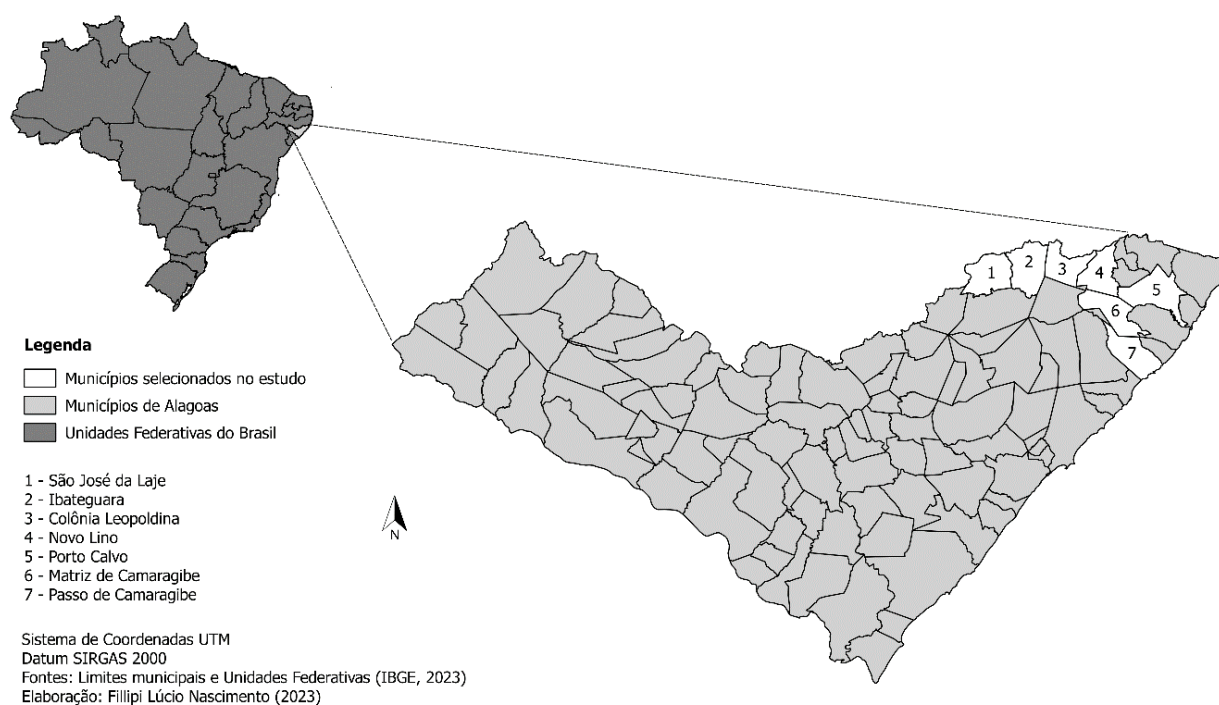 1
2
3
4
5
6
7
Legenda
Municípios selecionados no estudo
Municípios de Alagoas
Unidades Federativas do Brasil
1 - São José da Laje
2 - Ibateguara
3 - Colônia Leopoldina
4 - Novo Lino
5 - Porto Calvo
6 - Matriz de Camaragibe
7 - Passo de Camaragibe
N
Sistema de Coordenadas UTM
Datum SIRGAS 2000
Fontes: Limites municipais e Unidades Federativas (IBGE, 2023)
Elaboração: Fillipi Lúcio Nascimento (2023)